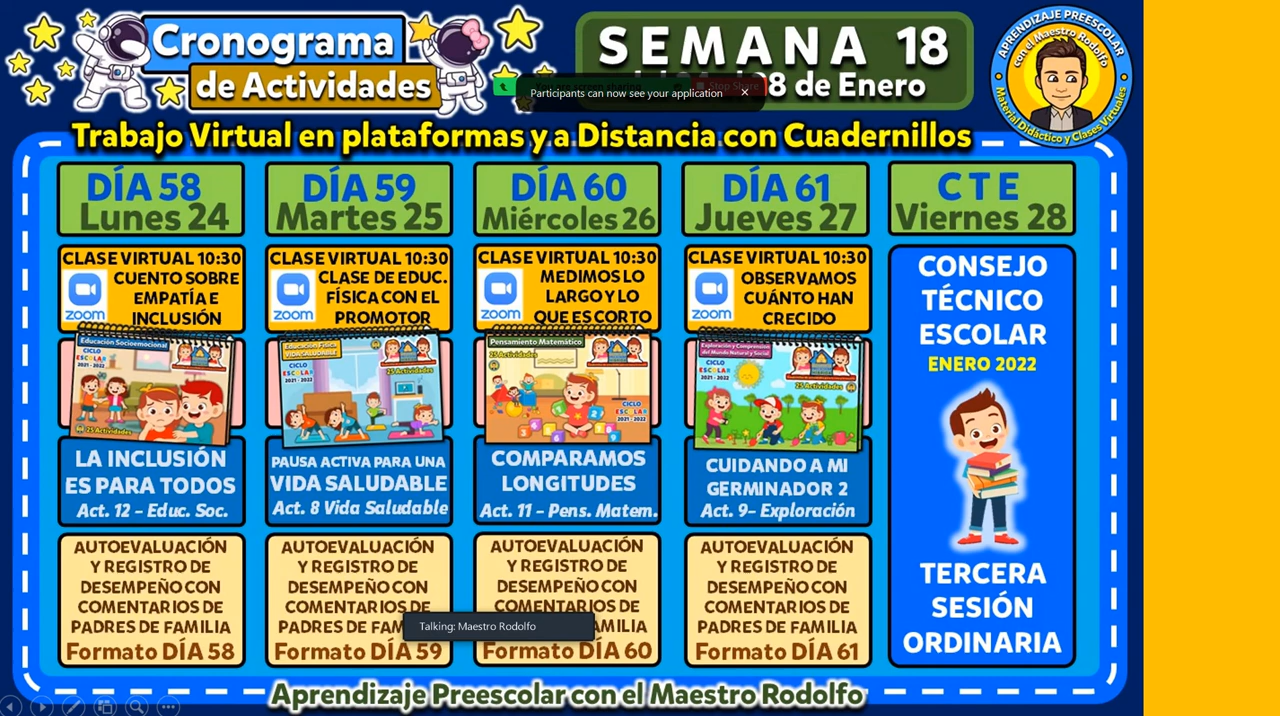 Cronograma
de Actividades
SEMANA 18
8 de Enero
Participants can now see your application
APRENDIZAJE PREESCOLAR
con el Maestro Rodolfo
Material Didáctico y Clases Virtuales
Trabajo Virtual en plataformas y a Distancia con Cuadernillos
DÍA 58
Lunes 24
CLASE VIRTUAL 10:30
zoom
CUENTO SOBRE
EMPATÍA E
INCLUSIÓN
Educación Socioemocional
CICLO
ESCOLAR
2021 - 2022
25 Actividades
LA INCLUSIÓN
ES PARA TODOS
Act. 12 - Educ. Soc.
AUTOEVALUACIÓN
Y REGISTRO DE
DESEMPEÑO CON
COMENTARIOS DE
PADRES DE FAMILIA
Formato DÍA 58
DÍA 59
Martes 25
CLASE VIRTUAL 10:30
zoom
CLASE DE EDUC.
FÍSICA CON EL
PROMOTOR
Educación Física
VIDA SALUDABLE
CICLO
ESCOLAR
2021 - 2022
25 Actividades
PAUSA ACTIVA PARA UNA
VIDA SALUDABLE
Act. 8 Vida Saludable
AUTOEVALUACIÓN
Y REGISTRO DE
DESEMPEÑO CON
COMENTARIOS DE
PADRES DE FAM
Formato DÍA 59
DÍA 60
Miércoles 26
CLASE VIRTUAL 10:30
zoom
MEDIMOS LO
LARGO Y LO
QUE ES CORTO
Pensamiento Matemático
25 Actividades
CICLO
ESCOLAR
2021 - 2022
COMPARAMOS
LONGITUDES
Act. 11 - Pens. Matem.
AUTOEVALUACIÓN
Y REGISTRO DE
DESEMPEÑO CON
COMENTARIOS DE
MILIA
Formato DÍA 60
Talking: Maestro Rodolfo
DÍA 61
Jueves 27
CLASE VIRTUAL 10:30
zoom
OBSERVAMOS
CUÁNTO HAN
CRECIDO
Exploración y Comprensión
del Mundo Natural y Social
CICLO
ESCOLAR
2021 - 2022
25 Actividades
CUIDANDO A MI
GERMINADOR 2
Act. 9- Exploración
AUTOEVALUACIÓN
Y REGISTRO DE
DESEMPEÑO CON
COMENTARIOS DE
PADRES DE FAMILIA
Formato DÍA 61
CTE
Viernes 28
CONSEJO
TÉCNICO
ESCOLAR
ENERO 2022
TERCERA
SESIÓN
ORDINARIA
Aprendizaje Preescolar con el Maestro Rodolfo